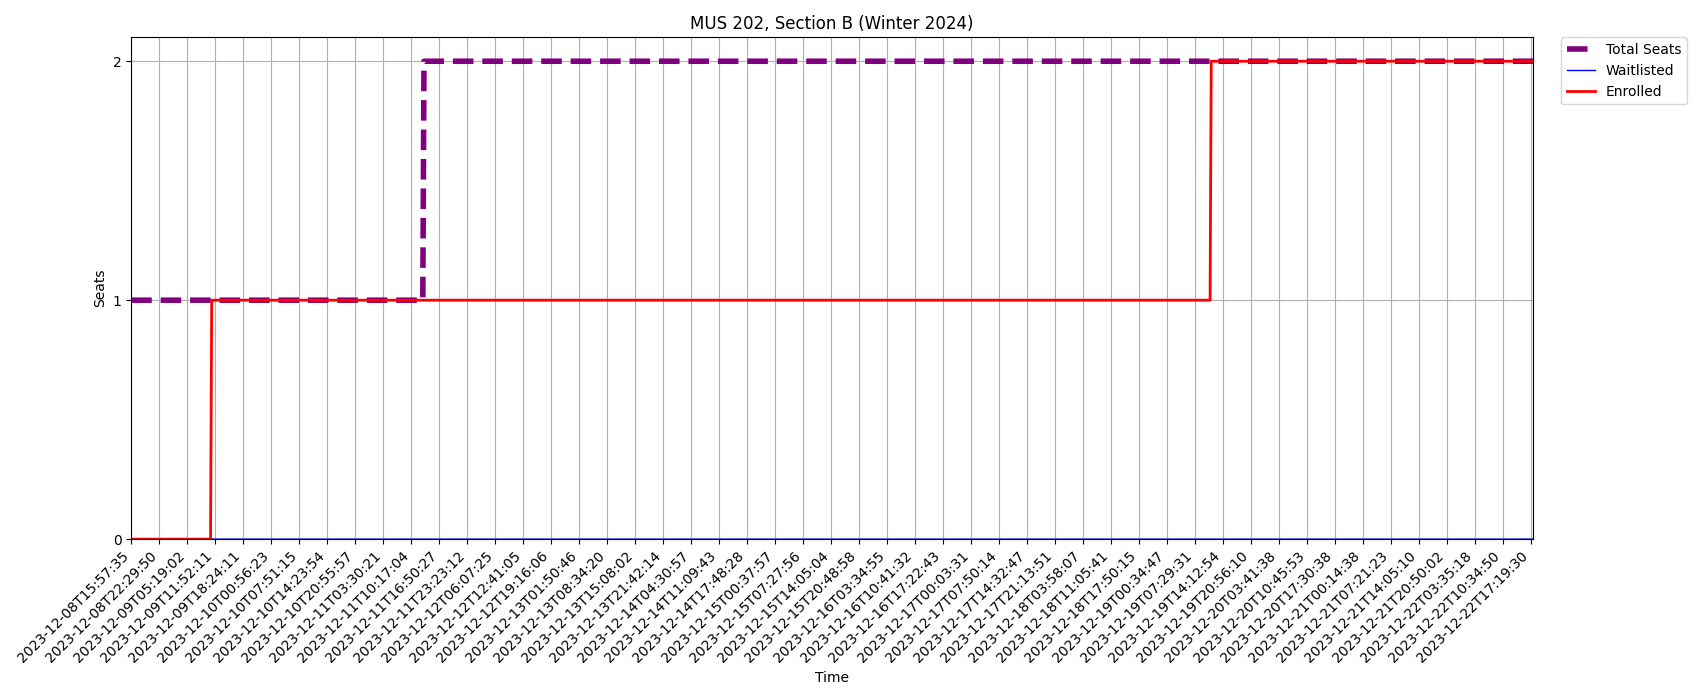 MUS 202, Section B (Winter 2024)
Total Seats
Waitlisted
Enrolled
Seats
2
1
0
2023-12-08T15:57:35
2023-12-08T22:29:50
2023-12-09T05:19:02
2023-12-09T11:52:11
2023-12-09T18:24:11
2023-12-10T00:56:23
2023-12-10T07:51:15
2023-12-10T14:23:54
2023-12-10T20:55:57
2023-12-11T03:30:21
2023-12-11T10:17:04
2023-12-11T16:50:27
2023-12-11T23:23:12
2023-12-12T06:07:25
2023-12-12T12:41:05
2023-12-12T19:16:06
2023-12-13T01:50:46
2023-12-13T08:34:20
2023-12-13T15:08:02
2023-12-13T21:42:14
2023-12-14T04:30:57
2023-12-14T11:09:43
2023-12-14T17:48:28
2023-12-15T00:37:57
2023-12-15T07:27:56
2023-12-15T14:05:04
2023-12-15T20:48:58
2023-12-16T03:34:55
2023-12-16T10:41:32
2023-12-16T17:22:43
2023-12-17T00:03:31
2023-12-17T07:50:14
2023-12-17T14:32:47
2023-12-17T21:13:51
2023-12-18T03:58:07
2023-12-18T11:05:41
2023-12-18T17:50:15
2023-12-19T00:34:47
2023-12-19T07:29:31
2023-12-19T14:12:54
2023-12-19T20:56:10
2023-12-20T03:41:38
2023-12-20T10:45:53
2023-12-20T17:30:38
2023-12-21T00:14:38
2023-12-21T07:21:23
2023-12-21T14:05:10
2023-12-21T20:50:02
2023-12-22T03:35:18
2023-12-22T10:34:50
2023-12-22T17:19:30
Time